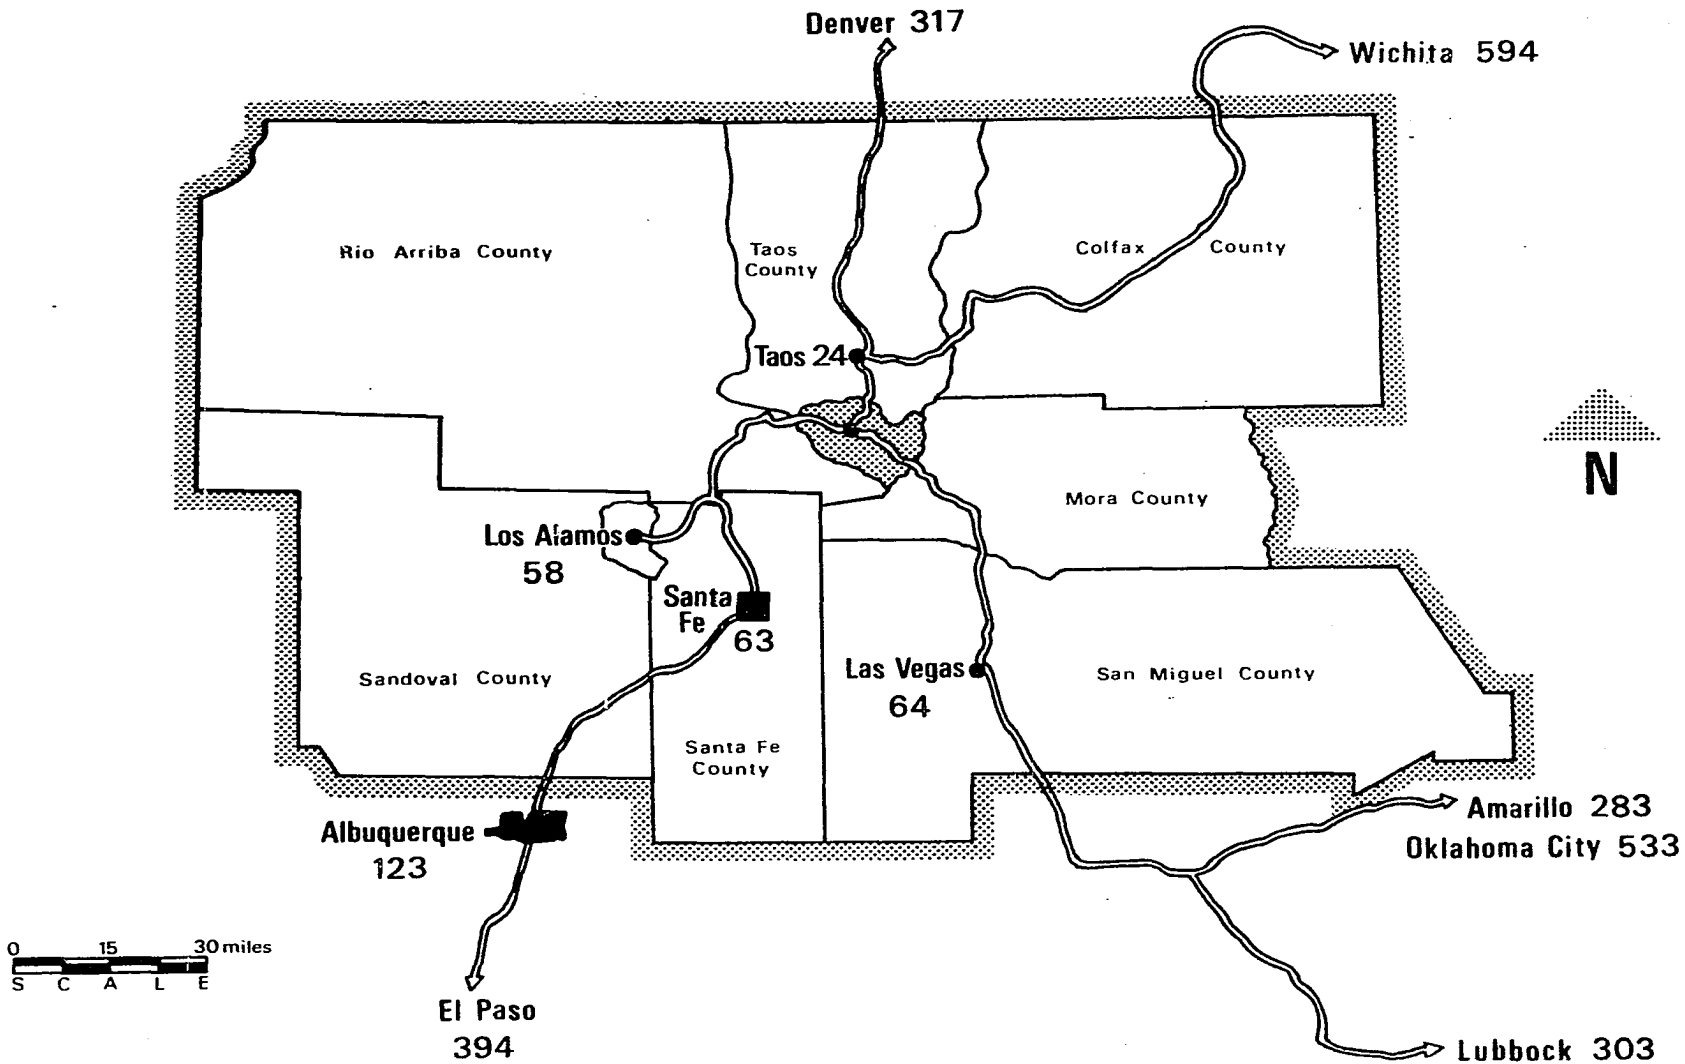 Denver 317
Wichita 594
Rio Arriba County
Taos
County
Colfax County
Taos 24
N
Mora County
Los Alamos
58
Santa
Fe
63
Las Vegas
64
Sandoval County
San Miguel County
Santa Fe
County
Albuquerque
123
Amarillo 283
Oklahoma City 533
0 15 30 miles
S C A L E
El Paso
394
Lubbock 303